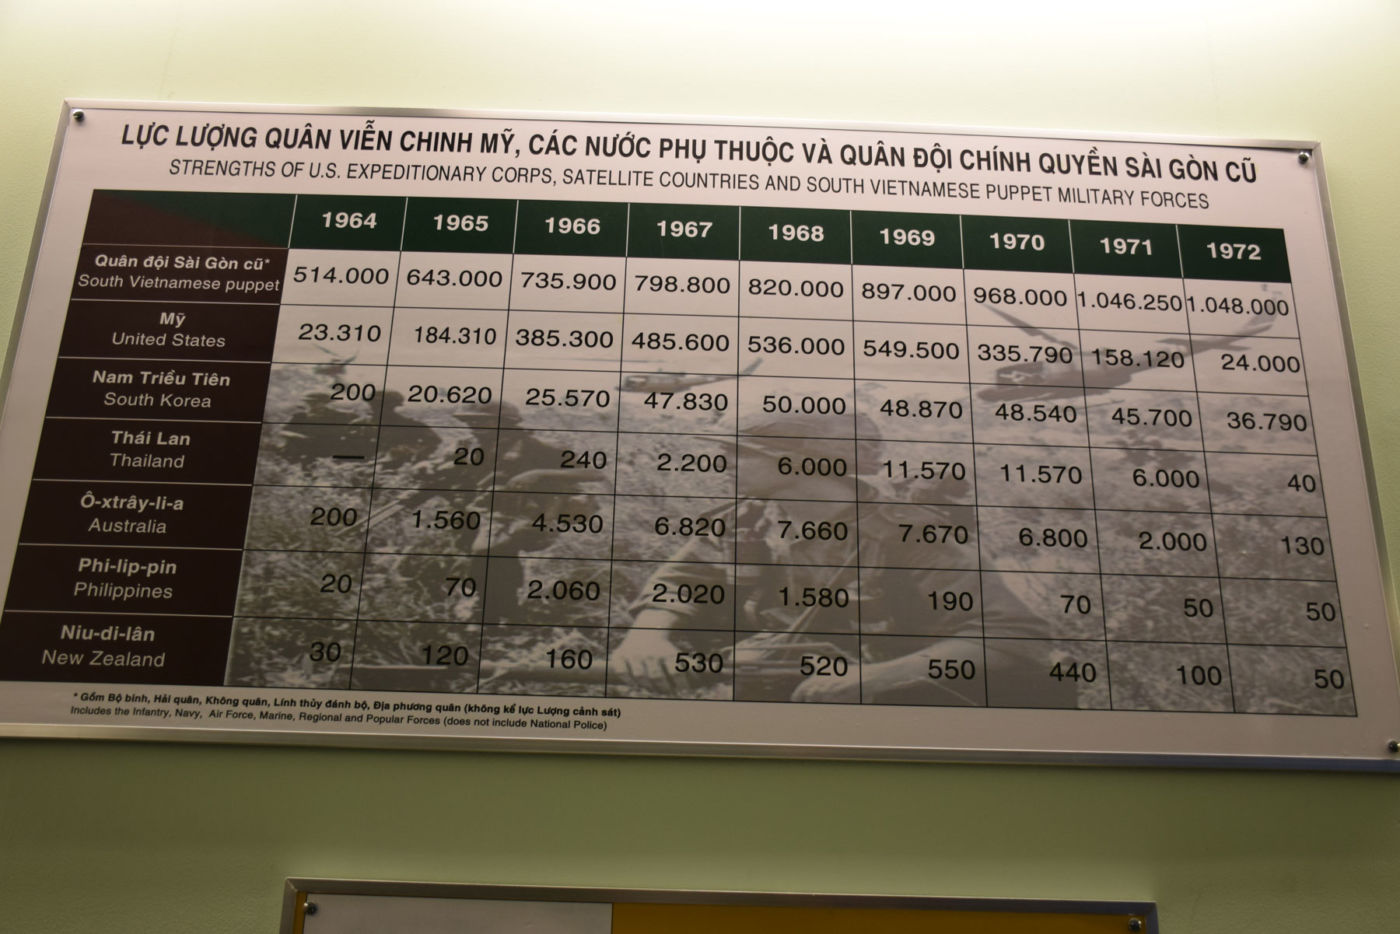 LỰC LƯỢNG QUÂN VIỄN CHINH MỸ, CÁC NƯỚC PHỤ THUỘC VÀ QUÂN ĐỘI CHÍNH QUYỀN SÀI GÒN CŨ
STRENGTHS OF U.S. EXPEDITIONARY CORPS, SATELLITE COUNTRIES AND SOUTH VIETNAMESE PUPPET MILITARY FORCES
1964 1965 1966 1967 1968 1969 1970 1971 1972
Quân đội Sài Gòn cũ*
South Vietnamese puppet 514.000 643.000 735.900 798.800 820.000 897.000 968.000 1.046.250 1.048.000
Mỹ
United States 23.310 184.310 385.300 485.600 536.000 549.500 335.790 158.120 24.000
Nam Triều Tiên
South Korea 200 20.620 25.570 47.830 50.000 48.870 48.540 45.700 36.790
Thái Lan
Thailand — 20 240 2.200 6.000 11.570 11.570 6.000 40
Ô-xtrây-li-a
Australia 200 1.560 4.530 6.820 7.660 7.670 6.800 2.000 130
Phi-lip-pin
Philippines 20 70 2.060 2.020 1.580 190 70 50 50
Niu-di-lân
New Zealand 30 120 160 530 520 550 440 100 50
* Gồm Bộ binh, Hải quân, Không quân, Lính thủy đánh bộ, Địa phương quân (không kể lực Lượng cảnh sát)
Includes the Infantry, Navy, Air Force, Marine, Regional and Popular Forces (does not include National Police)